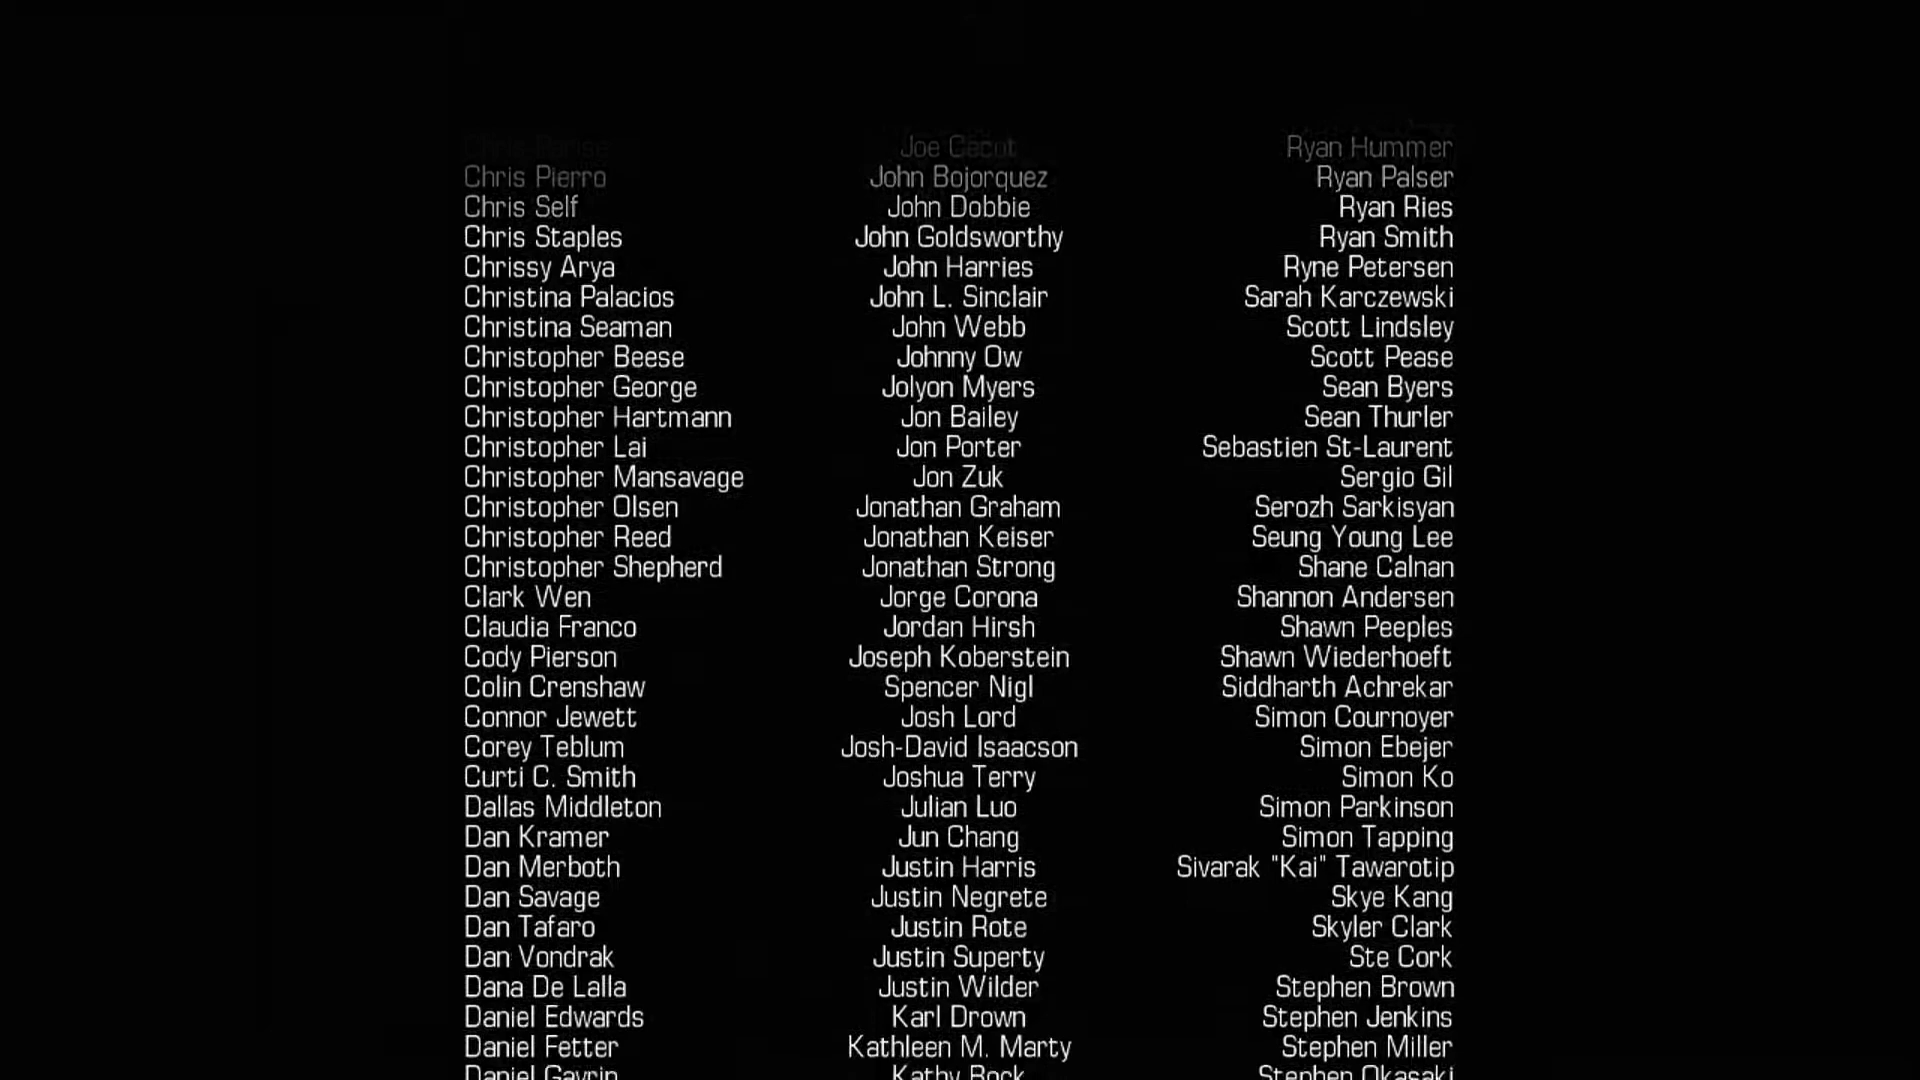 Chris Pierro
Chris Self
Chris Staples
Chrissy Arya
Christina Palacios
Christina Seaman
Christopher Beese
Christopher George
Christopher Hartmann
Christopher Lai
Christopher Mansavage
Christopher Olsen
Christopher Reed
Christopher Shepherd
Clark Wen
Claudia Franco
Cody Pierson
Colin Crenshaw
Connor Jewett
Corey Teblum
Curti C. Smith
Dallas Middleton
Dan Kramer
Dan Merboth
Dan Savage
Dan Tafaro
Dan Vondrak
Dana De Lalla
Daniel Edwards
Daniel Fetter
Daniel Gavrin
Joe Cecot
John Bojorquez
John Dobbie
John Goldsworthy
John Harries
John L. Sinclair
John Webb
Johnny Ow
Jolyon Myers
Jon Bailey
Jon Porter
Jon Zuk
Jonathan Graham
Jonathan Keiser
Jonathan Strong
Jorge Corona
Jordan Hirsh
Joseph Koberstein
Spencer Nigl
Josh Lord
Josh-David Isaacson
Joshua Terry
Julian Luo
Jun Chang
Justin Harris
Justin Negrete
Justin Rote
Justin Superty
Justin Wilder
Karl Drown
Kathleen M. Marty
Kathy Rock
Ryan Hummer
Ryan Palser
Ryan Ries
Ryan Smith
Ryne Petersen
Sarah Karczewski
Scott Lindsley
Scott Pease
Sean Byers
Sean Thurler
Sebastien St-Laurent
Sergio Gil
Serozh Sarkisyan
Seung Young Lee
Shane Calnan
Shannon Andersen
Shawn Peeples
Shawn Wiederhoeft
Siddharth Achrekar
Simon Cournoyer
Simon Ebejer
Simon Ko
Simon Parkinson
Simon Tapping
Sivarak "Kai" Tawarotip
Skye Kang
Skyler Clark
Ste Cork
Stephen Brown
Stephen Jenkins
Stephen Miller
Stephen Okasaki